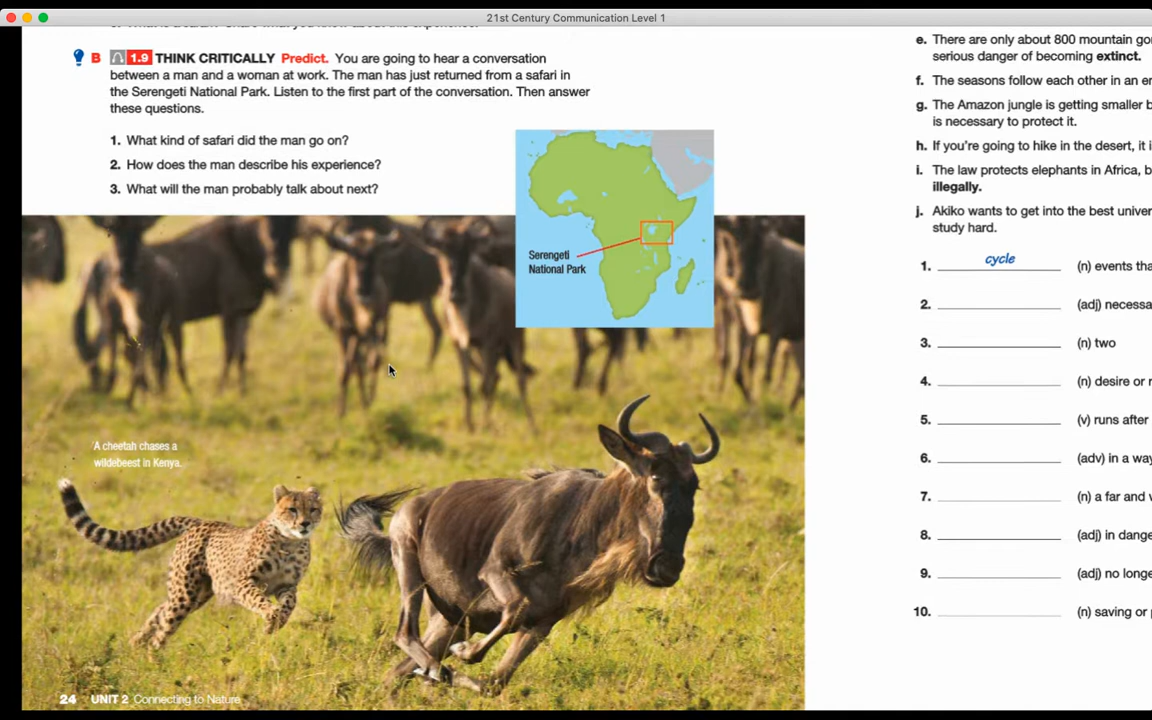 21st Century Communication Level 1
B 1.9 THINK CRITICALLY Predict. You are going to hear a conversation
between a man and a woman at work. The man has just returned from a safari in
the Serengeti National Park. Listen to the first part of the conversation. Then answer
these questions.
1. What kind of safari did the man go on?
2. How does the man describe his experience?
3. What will the man probably talk about next?
Serengeti
National Park
A cheetah chases a
wildebeest in Kenya.
24 UNIT 2 Connecting to Nature
e. There are only about 800 mountain
serious danger of becoming extinct.
f. The seasons follow each other in an
g. The Amazon jungle is getting smaller
is necessary to protect it.
h. If you're going to hike in the desert, it
i. The law protects elephants in Africa,
illegally.
j. Akiko wants to get into the best
study hard.
1. cycle (n) events
2. (adj)
3. (n) two
4. (n) desire or
5. (v) runs after
6. (adv) in a
7. (n) a far and
8. (adj) in
9. (adj) no
10. (n) saving or